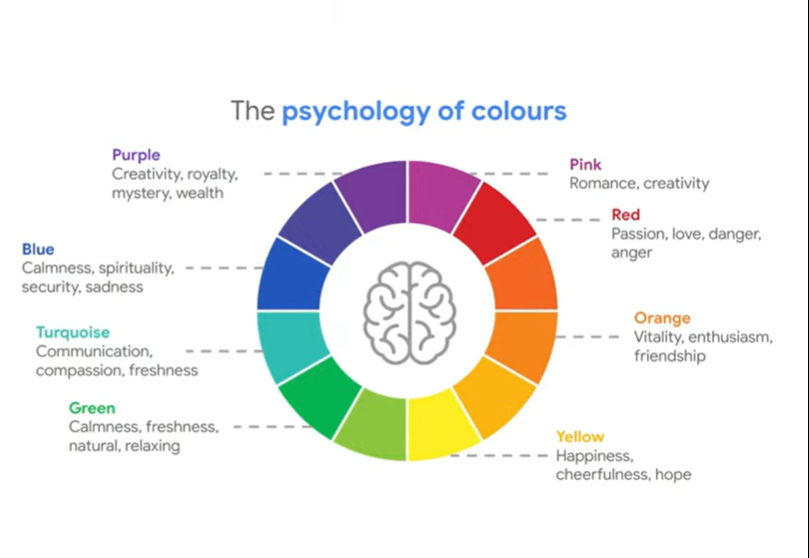 The psychology of colours
Purple
Creativity, royalty,
mystery, wealth
Pink
Romance, creativity
Red
Passion, love, danger,
anger
Blue
Calmness, spirituality,
security, sadness
Orange
Vitality, enthusiasm,
friendship
Turquoise
Communication,
compassion, freshness
Green
Calmness, freshness,
natural, relaxing
Yellow
Happiness,
cheerfulness, hope